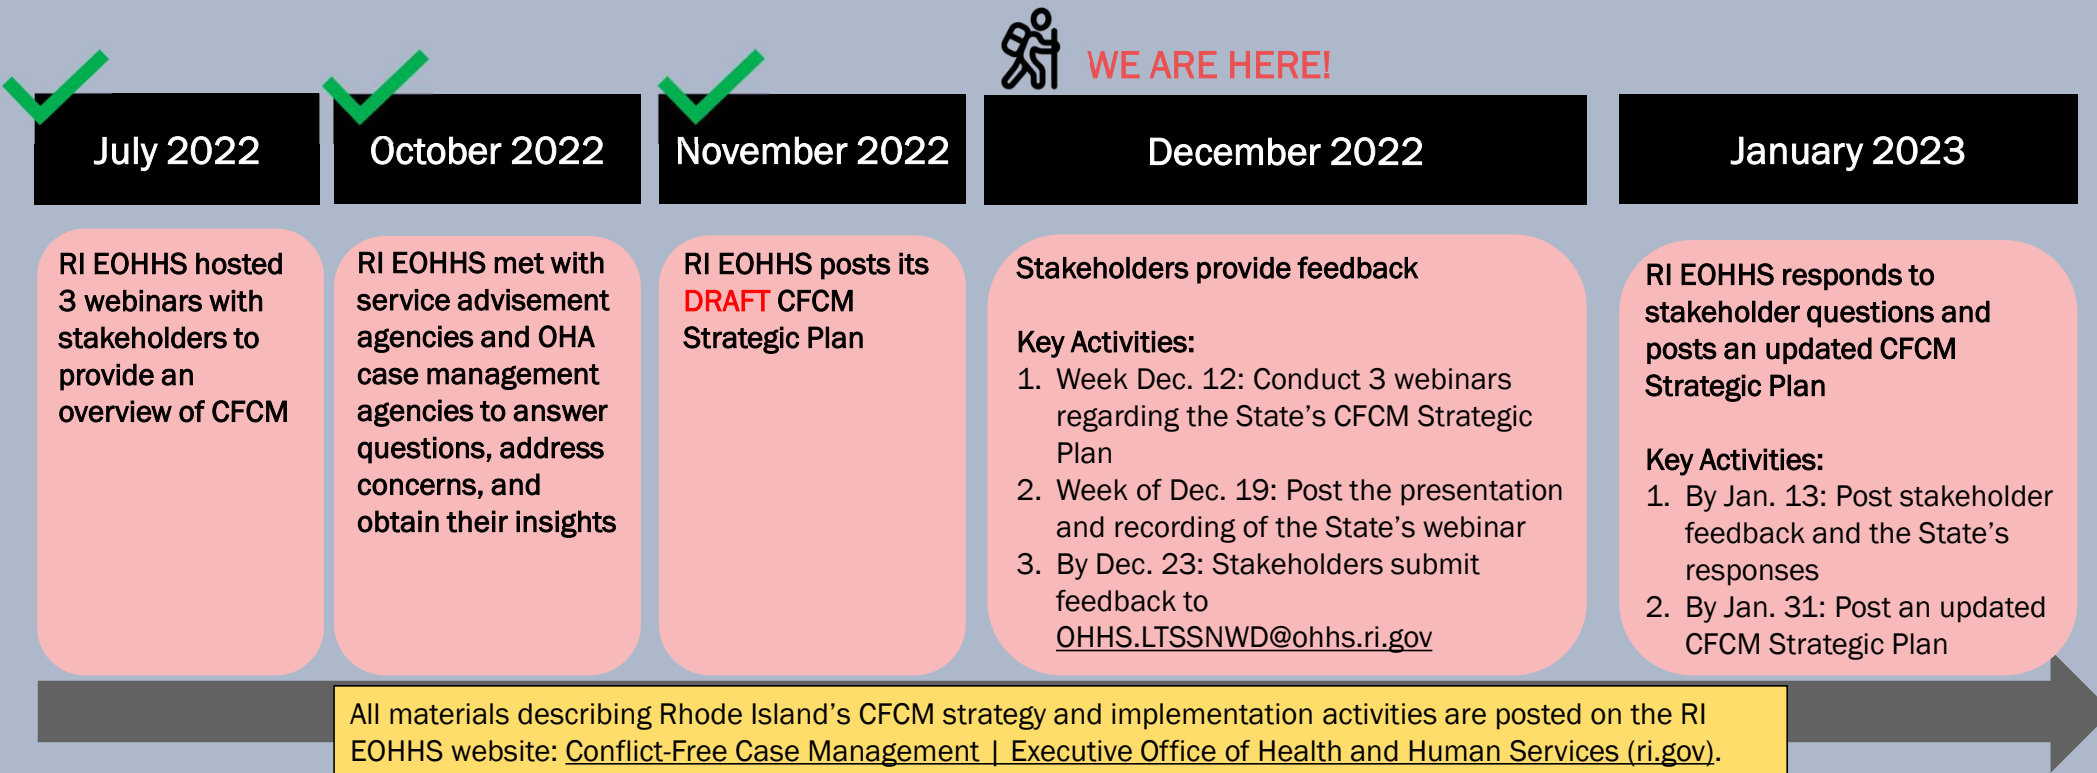 WE ARE HERE!
July 2022
RI EOHHS hosted
3 webinars with
stakeholders to
provide an
overview of CFCM
October 2022
RI EOHHS met with
service advisement
agencies and OHA
case management
agencies to answer
questions, address
concerns, and
obtain their insights
November 2022
RI EOHHS posts its
DRAFT CFCM
Strategic Plan
December 2022
Stakeholders provide feedback
Key Activities:
1. Week Dec. 12: Conduct 3 webinars
regarding the State's CFCM Strategic
Plan
2. Week of Dec. 19: Post the presentation
and recording of the State's webinar
3. By Dec. 23: Stakeholders submit
feedback to
OHHS.LTSSNWD@ohhs.ri.gov
January 2023
RI EOHHS responds to
stakeholder questions and
posts an updated CFCM
Strategic Plan
Key Activities:
1. By Jan. 13: Post stakeholder
feedback and the State's
responses
2. By Jan. 31: Post an updated
CFCM Strategic Plan
All materials describing Rhode Island's CFCM strategy and implementation activities are posted on the RI
EOHHS website: Conflict-Free Case Management | Executive Office of Health and Human Services (ri.gov).